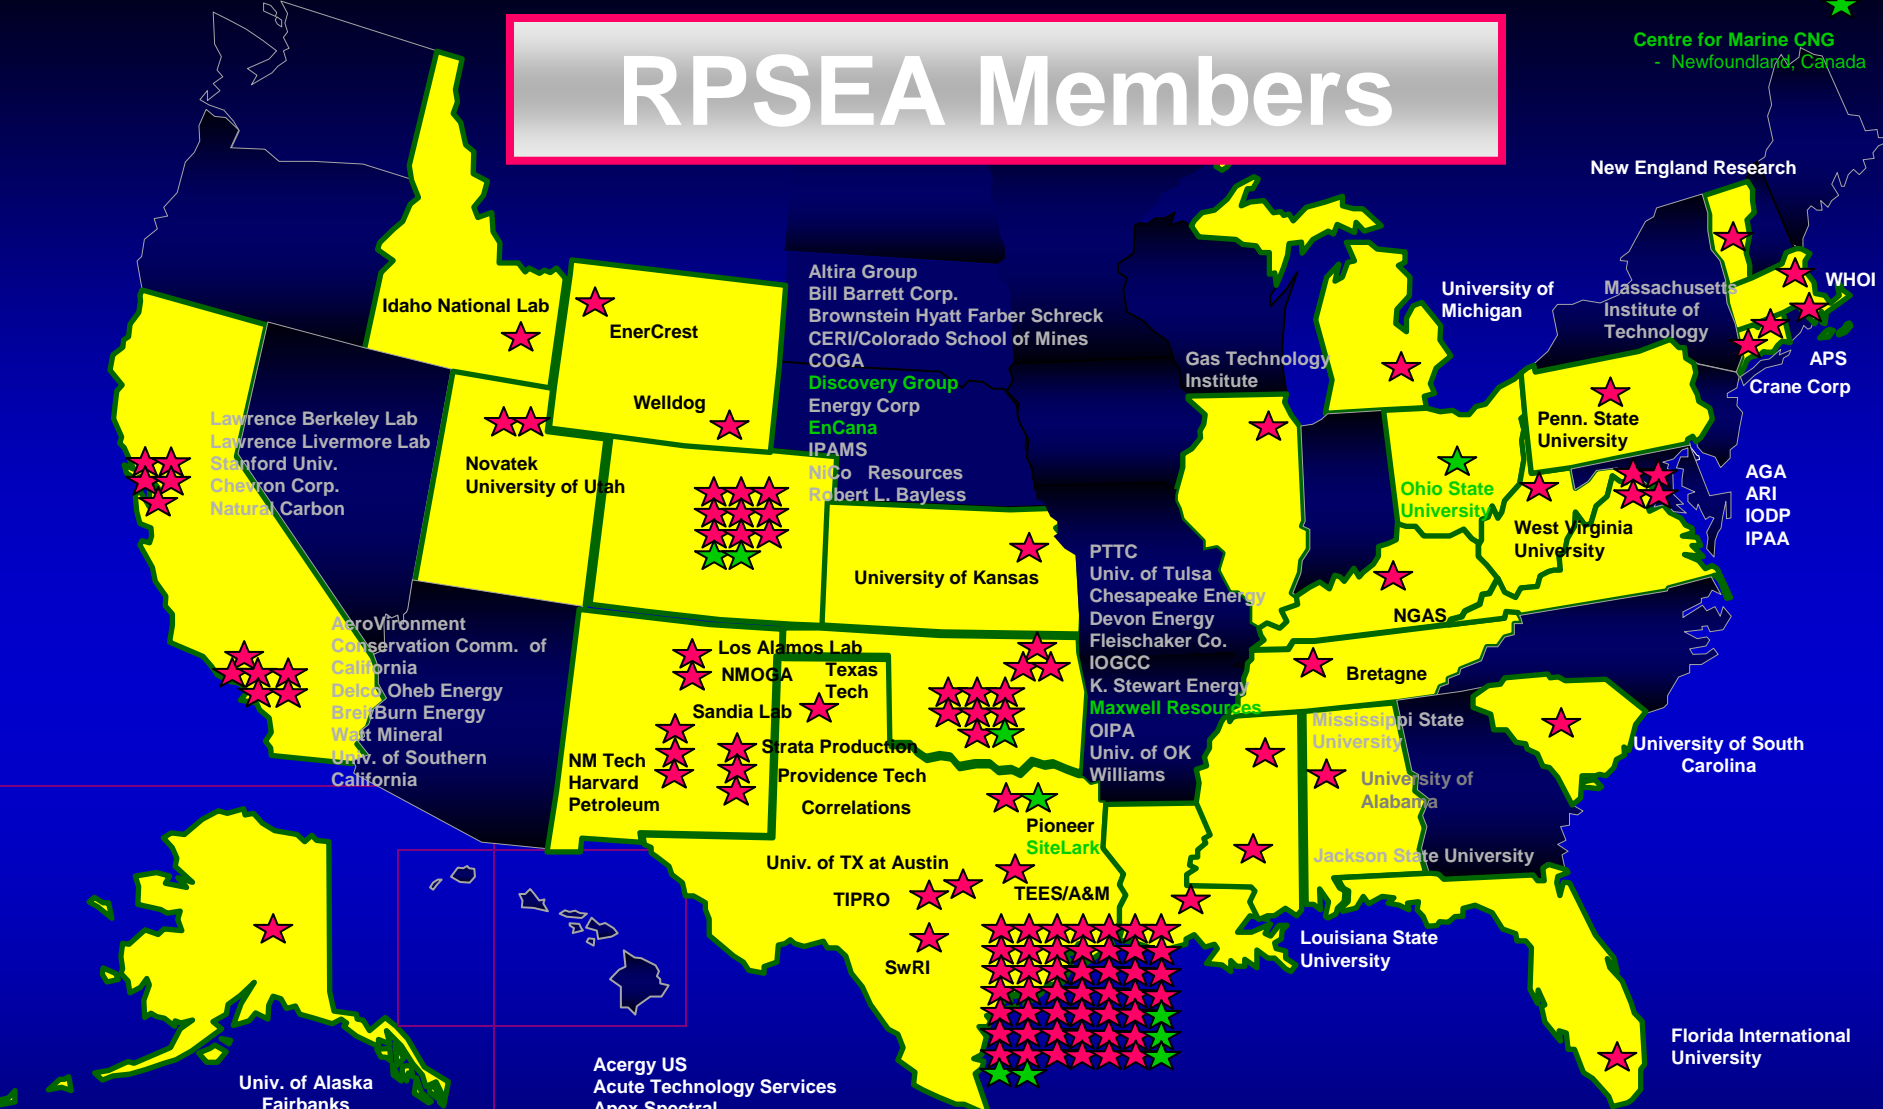 RPSEA Members
Centre for Marine CNG
- Newfoundland, Canada
New England Research
WHOI
Massachusetts
Institute of
Technology
APS
Crane Corp
University of
Michigan
Gas Technology
Institute
Idaho National Lab
EnerCrest
Welldog
Altira Group
Bill Barrett Corp.
Brownstein Hyatt Farber Schreck
CERI/Colorado School of Mines
COGA
Discovery Group
Energy Corp
EnCana
IPAMS
NiCo Resources
Robert L. Bayless
Lawrence Berkeley Lab
Lawrence Livermore Lab
Stanford Univ.
Chevron Corp.
Natural Carbon
Novatek
University of Utah
Penn. State
University
Ohio State
University
West Virginia
University
AGA
ARI
IODP
IPAA
University of Kansas
PTTC
Univ. of Tulsa
Chesapeake Energy
Devon Energy
Fleischaker Co.
IOGCC
K. Stewart Energy
Maxwell Resources
OIPA
Univ. of OK
Williams
NGAS
Bretagne
AeroVironment
Conservation Comm. of
California
Delco Oheb Energy
BreitBurn Energy
Watt Mineral
Univ. of Southern
California
Los Alamos Lab
NMOGA
Texas
Tech
Sandia Lab
Strata Production
NM Tech
Harvard
Petroleum
Providence Tech
Correlations
Mississippi State
University
University of
Alabama
University of South
Carolina
Pioneer
SiteLark
Jackson State University
Univ. of TX at Austin
TIPRO
TEES/A&M
SwRI
Louisiana State
University
Florida International
University
Univ. of Alaska
Fairbanks
Acergy US
Acute Technology Services
Apex Spectral